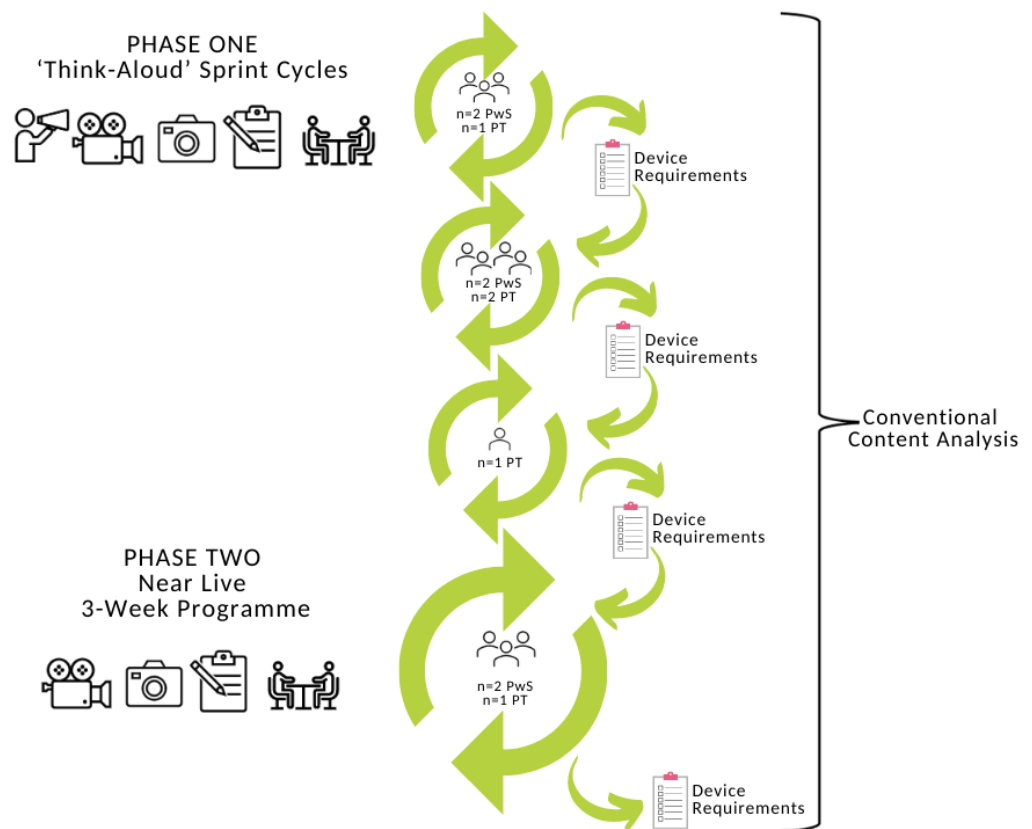 PHASE ONE
‘Think-Aloud’ Sprint Cycles
n=2 PwS
n=1 PT
Device
Requirements
n=2 PwS
n=2 PT
Device
Requirements
n=1 PT
Device
Requirements
Conventional
Content Analysis
PHASE TWO
Near Live
3-Week Programme
n=2 PwS
n=1 PT
Device
Requirements